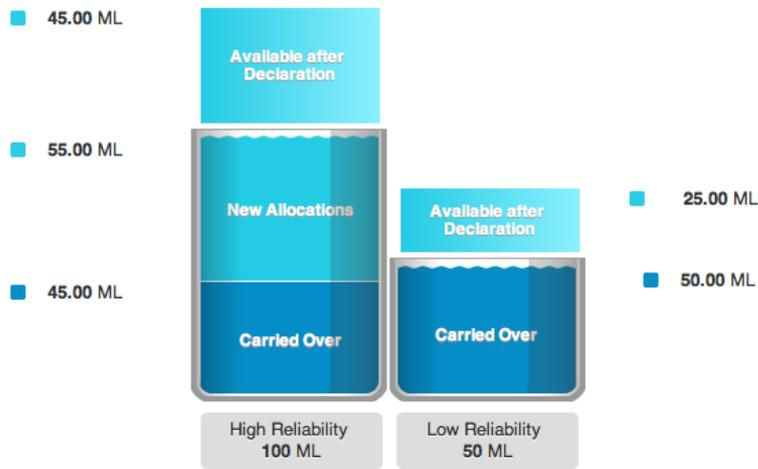 45.00 ML
Available after
Declaration
55.00 ML
New Allocations
25.00 ML
Available after
Declaration
45.00 ML
Carried Over
50.00 ML
Carried Over
High Reliability
100 ML
Low Reliability
50 ML